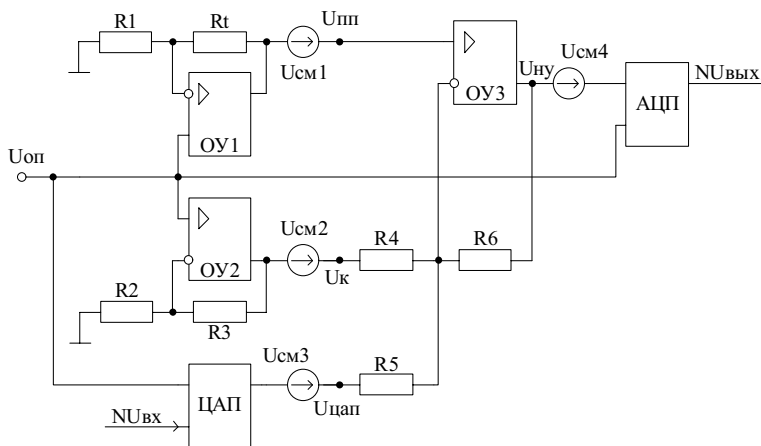 R1
Rt
Uпп
Uсм1
ОУ1
ОУ3
Uну
Uсм4
АЦП
NUвых
Uоп
ОУ2
Uсм2
Uк
R4
R6
R2
R3
Uсм3
Uцап
R5
ЦАП
NUвх